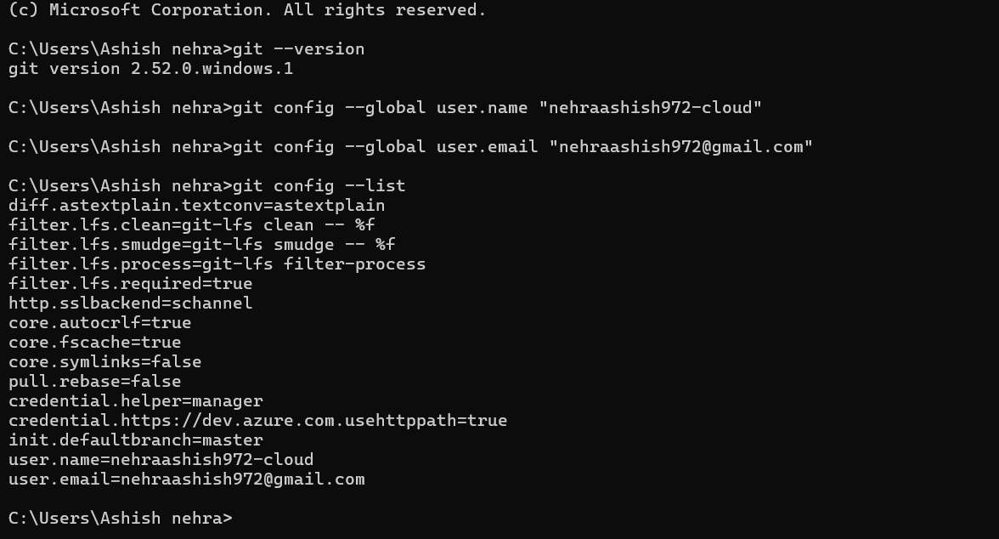 (c) Microsoft Corporation. All rights reserved.
C:\Users\Ashish nehra>git --version
git version 2.52.0.windows.1
C:\Users\Ashish nehra>git config --global user.name "nehraashish972-cloud"
C:\Users\Ashish nehra>git config --global user.email "nehraashish972@gmail.com"
C:\Users\Ashish nehra>git config --list
diff.astextplain.textconv=astextplain
filter.lfs.clean=git-lfs clean -- %f
filter.lfs.smudge=git-lfs smudge -- %f
filter.lfs.process=git-lfs filter-process
filter.lfs.required=true
http.sslbackend=schannel
core.autocrlf=true
core.fscache=true
core.symlinks=false
pull.rebase=false
credential.helper=manager
credential.https://dev.azure.com.usehttppath=true
init.defaultbranch=master
user.name=nehraashish972-cloud
user.email=nehraashish972@gmail.com
C:\Users\Ashish nehra>